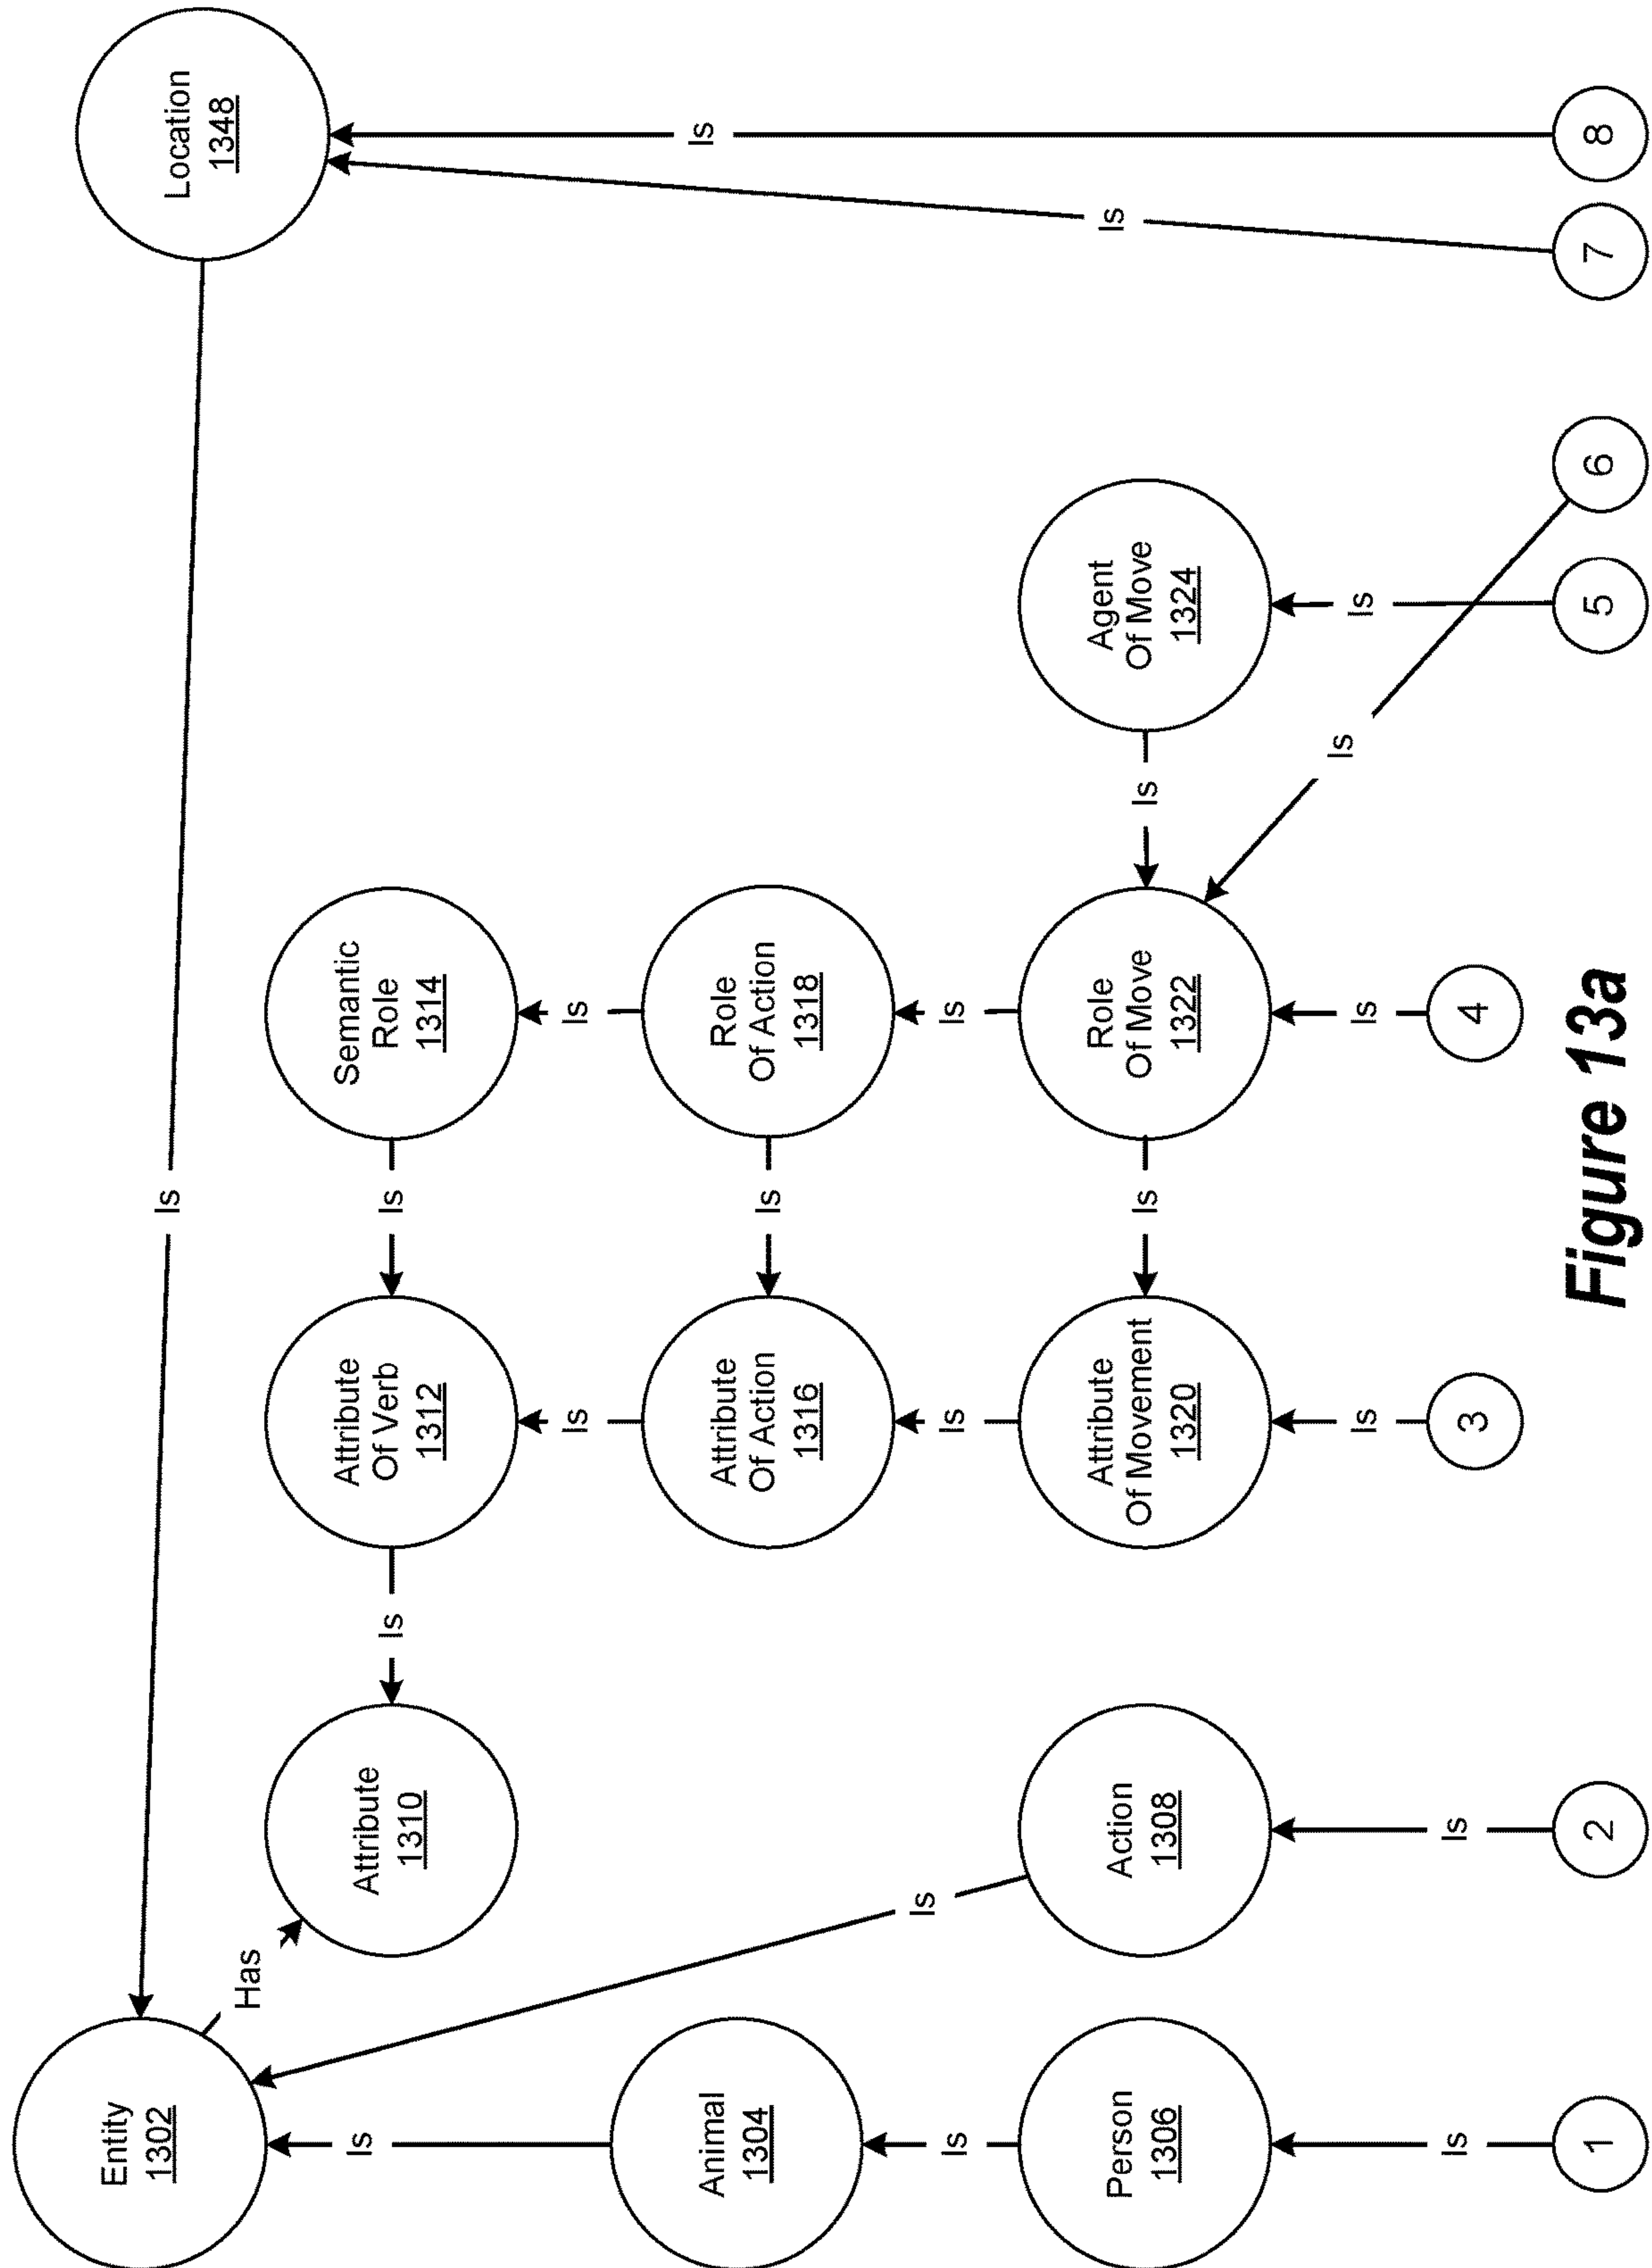 Entity
1302
Is
Location
1348
Has
Attribute
1310
Is
Attribute
Of Verb
1312
Is
Semantic
Role
1314
Is
Is
Is
Animal
1304
Is
Attribute
Of Action
1316
Is
Role
Of Action
1318
Is
Is
Is
Is
Is
Person
1306
Action
1308
Attribute
Of Movement
1320
Is
Role
Of Move
1322
Is
Agent
Of Move
1324
Is
Is
Is
Is
Is
Is
Is
3
4
1
2
5
6
7
8
Figure 13a